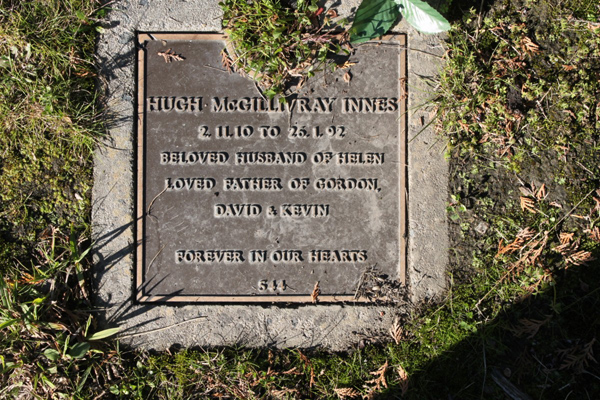 HUGH McGILLIVRAY INNES
2.11.10 TO 26.1.92
BELOVED HUSBAND OF HELEN
LOVED FATHER OF GORDON,
DAVID & KEVIN
FOREVER IN OUR HEARTS
544